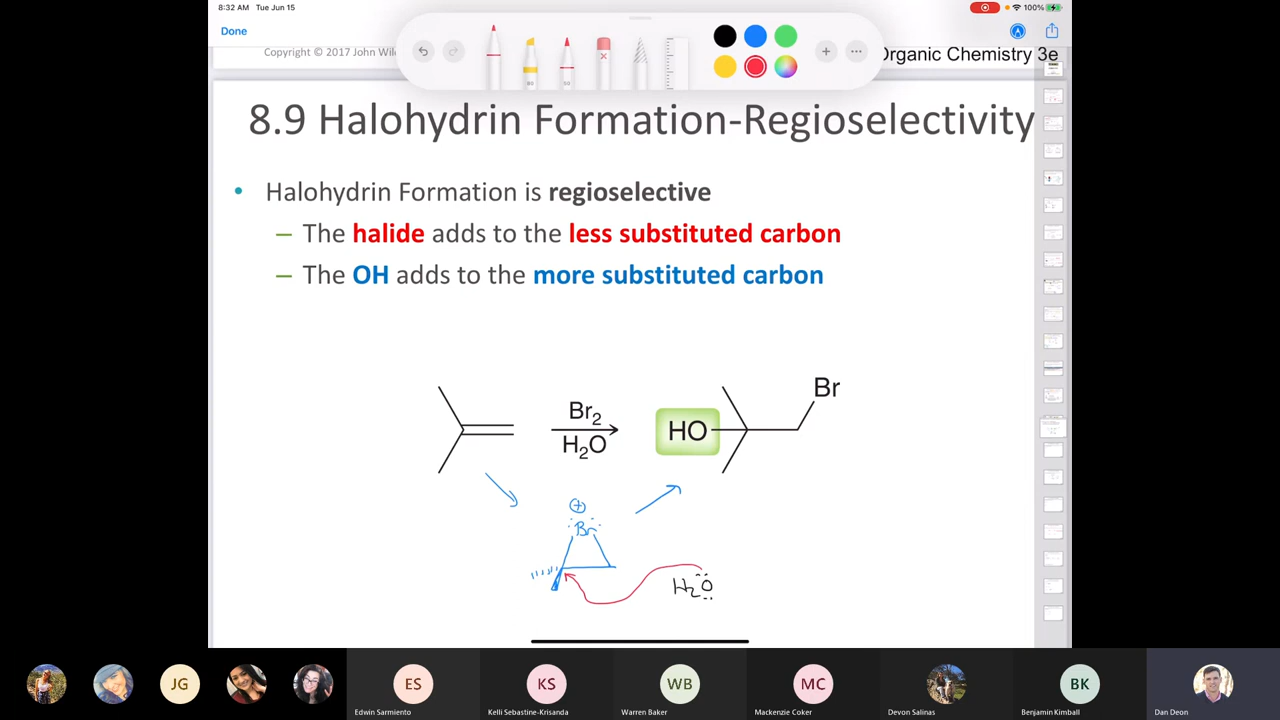 8:32 AM Tue Jun 15
100%
Done
Copyright © 2017 John
Organic Chemistry 3e
8.9 Halohydrin Formation-Regioselectivity
• Halohydrin Formation is regioselective
– The halide adds to the less substituted carbon
– The OH adds to the more substituted carbon
Br
Br2
HO
H2O
⊕
Br
H2O
JG
ES
KS
WB
MC
BK
Edwin Sarmiento
Kelli Sebastine-Krisanda
Warren Baker
Mackenzie Coker
Devon Salinas
Benjamin Kimball
Dan Deon